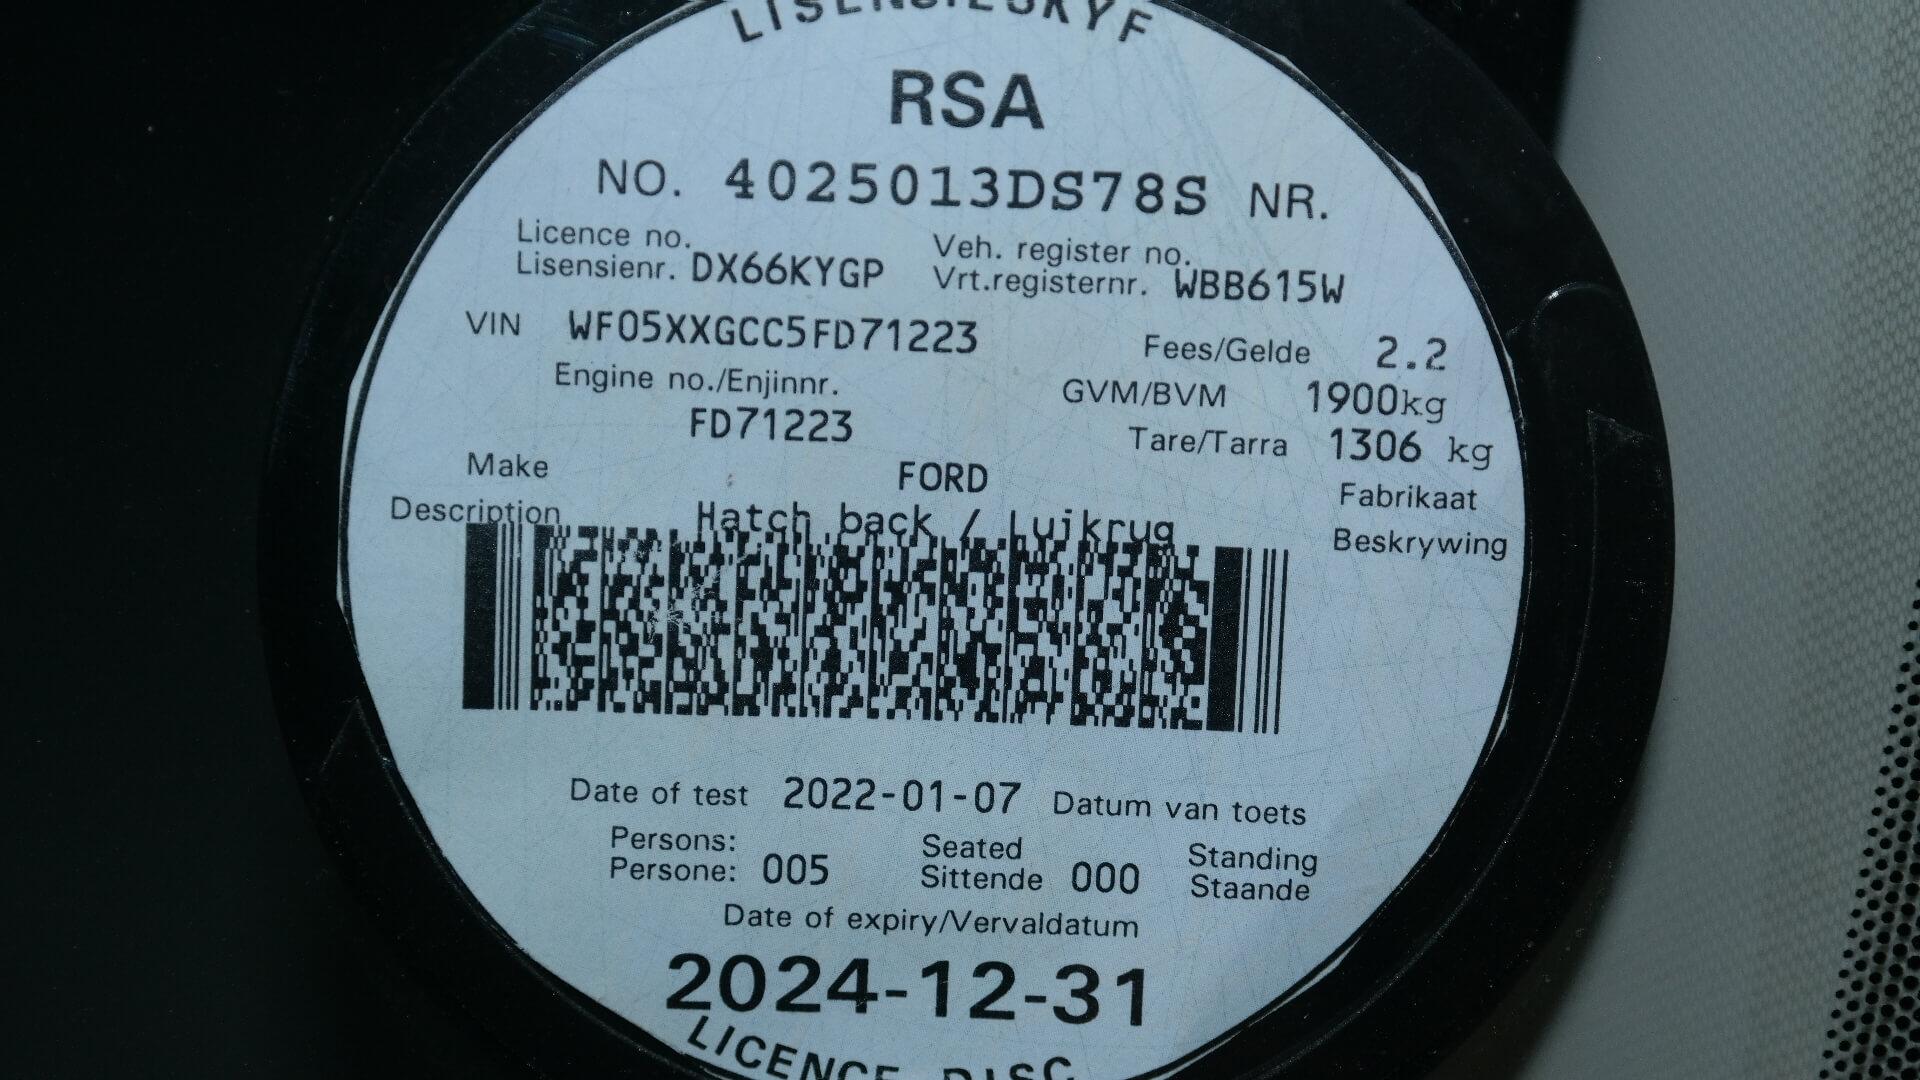 LISENSIESKYF
RSA
NO. 4025013DS78S NR.
Licence no. Veh. register no.
Lisensienr. DX66KYGP Vrt.registernr. WBB615W
VIN WF05XXGCC5FD71223 Fees/Gelde 2.2
Engine no./Enjinnr. GVM/BVM 1900kg
FD71223 Tare/Tarra 1306 kg
Make FORD Fabrikaat
Description Hatch back / Luikrug Beskrywing
Date of test 2022-01-07 Datum van toets
Persons: Seated Standing
Persone: 005 Sittende 000 Staande
Date of expiry/Vervaldatum
2024-12-31
LICENCE DISC